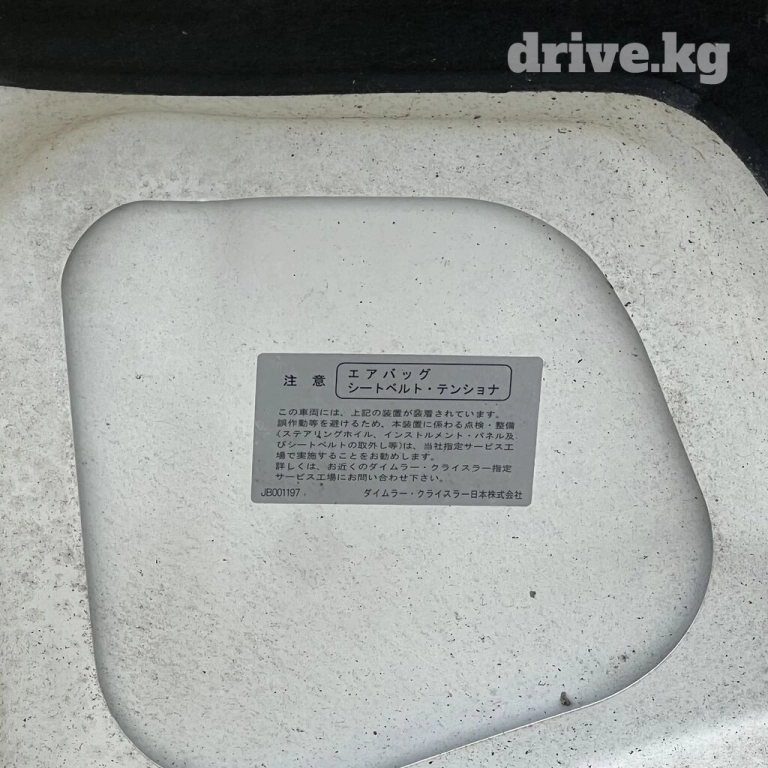 drive.kg
注意
エアバッグ
シートベルト・テンショナ
この車両には、上記の装置が装着されています。
誤作動等を避けるため、本装置に係わる点検・整備
(ステアリングホイル、インストルメント・パネル及
びシートベルトの取外し等)は、当社指定サービス工
場で実施することをお勧めします。
詳しくは、お近くのダイムラー・クライスラー指定
サービス工場にお問い合わせ下さい。
JB001197
ダイムラー・クライスラー日本株式会社